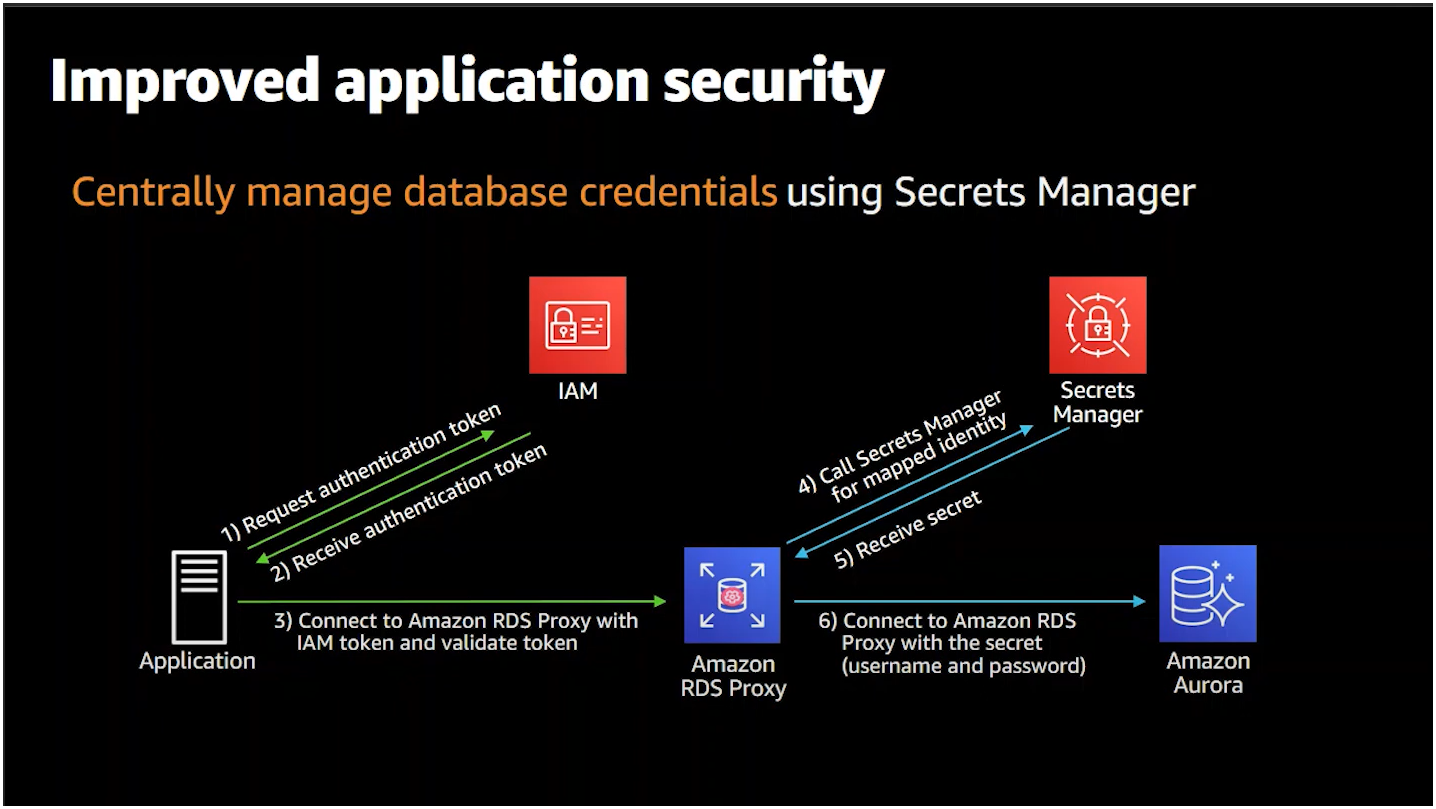 Improved application security
Centrally manage database credentials using Secrets Manager
IAM
Secrets
Manager
1) Request authentication token
2) Receive authentication token
4) Call Secrets Manager
for mapped identity
5) Receive secret
Application
3) Connect to Amazon RDS Proxy with
IAM token and validate token
Amazon
RDS Proxy
6) Connect to Amazon RDS
Proxy with the secret
(username and password)
Amazon
Aurora